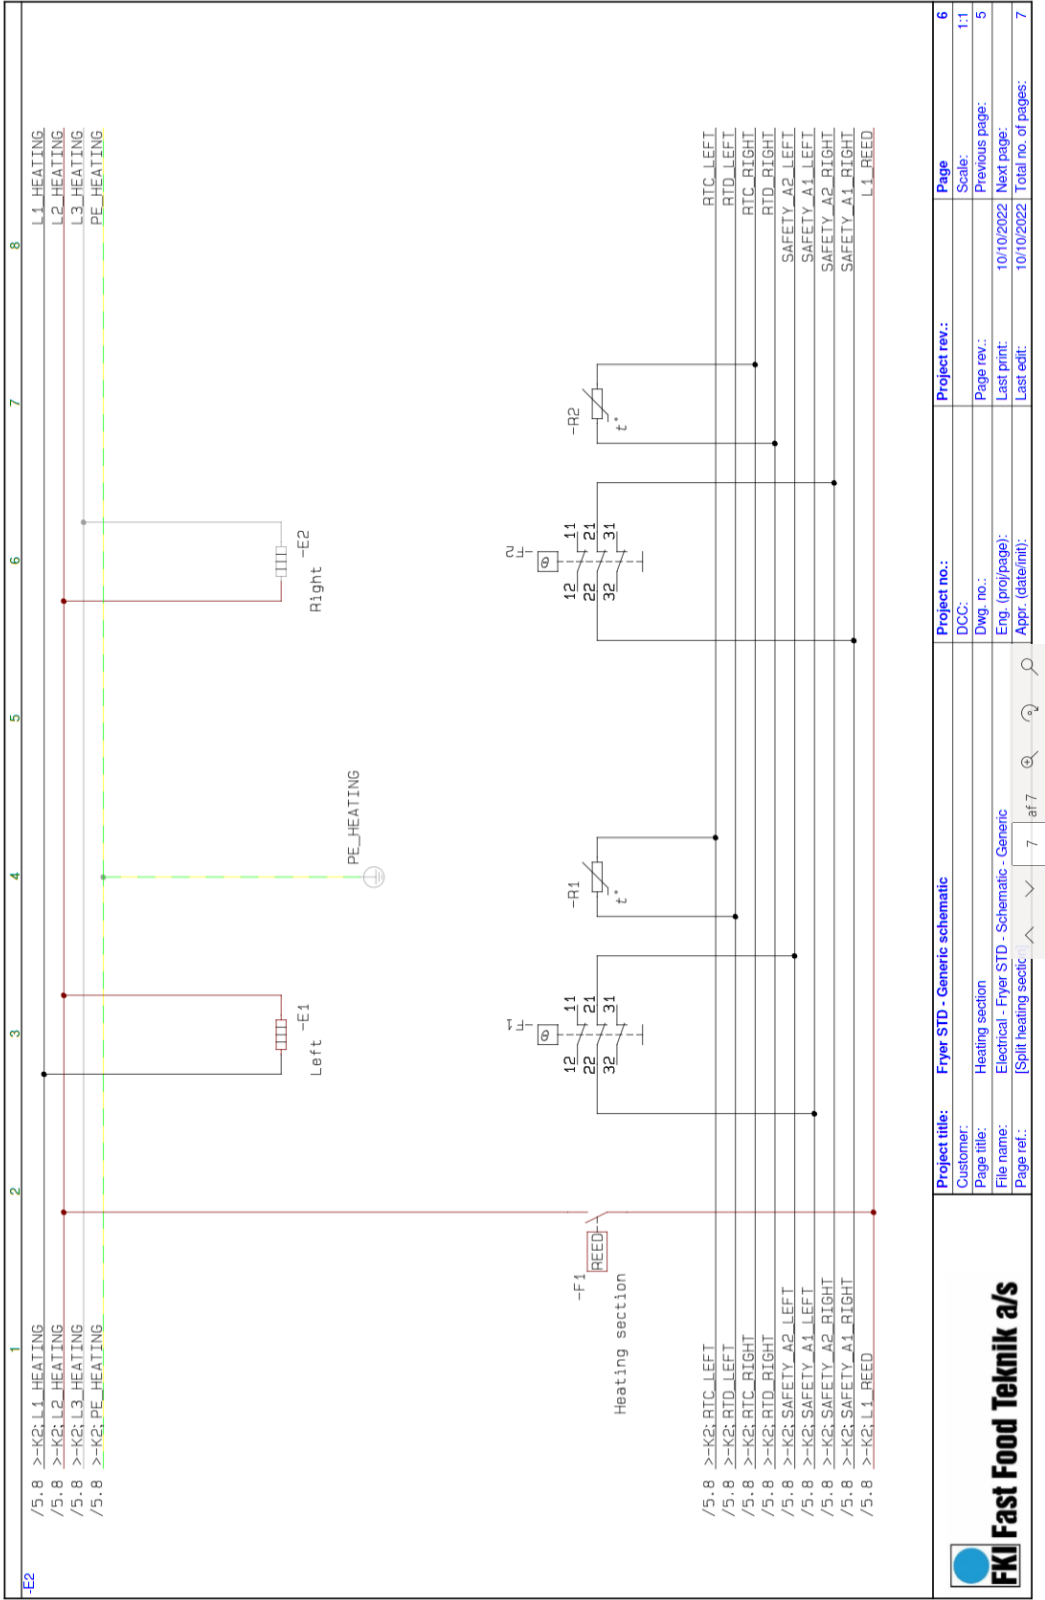 -E2
1
2
3
4
5
6
7
8
/5.8 >-K2; L1_HEATING
L1_HEATING
/5.8 >-K2; L2_HEATING
L2_HEATING
/5.8 >-K2; L3_HEATING
L3_HEATING
/5.8 >-K2; PE_HEATING
PE_HEATING
-E1
Left
PE_HEATING
-E2
Right
-F1
REED
Heating section
-F1
θ
12
11
22
21
32
31
-R1
t°
-F2
θ
12
11
22
21
32
31
-R2
t°
/5.8 >-K2; RTC_LEFT
RTC_LEFT
/5.8 >-K2; RTD_LEFT
RTD_LEFT
/5.8 >-K2; RTC_RIGHT
RTC_RIGHT
/5.8 >-K2; RTD_RIGHT
RTD_RIGHT
/5.8 >-K2; SAFETY_A2_LEFT
SAFETY_A2_LEFT
/5.8 >-K2; SAFETY_A1_LEFT
SAFETY_A1_LEFT
/5.8 >-K2; SAFETY_A2_RIGHT
SAFETY_A2_RIGHT
/5.8 >-K2; SAFETY_A1_RIGHT
SAFETY_A1_RIGHT
/5.8 >-K2; L1_REED
L1_REED
FKI Fast Food Teknik a/s
Project title: Fryer STD - Generic schematic
Customer:
Page title: Heating section
File name: Electrical - Fryer STD - Schematic - Generic
Page ref.: [Split heating section
Project no.:
DCC:
Dwg. no.:
Eng. (proj/page):
Appr. (date/init):
Project rev.:
Page rev.:
Last print: 10/10/2022
Last edit: 10/10/2022
Page 6
Scale: 1:1
Previous page: 5
Next page:
Total no. of pages: 7
7 af 7